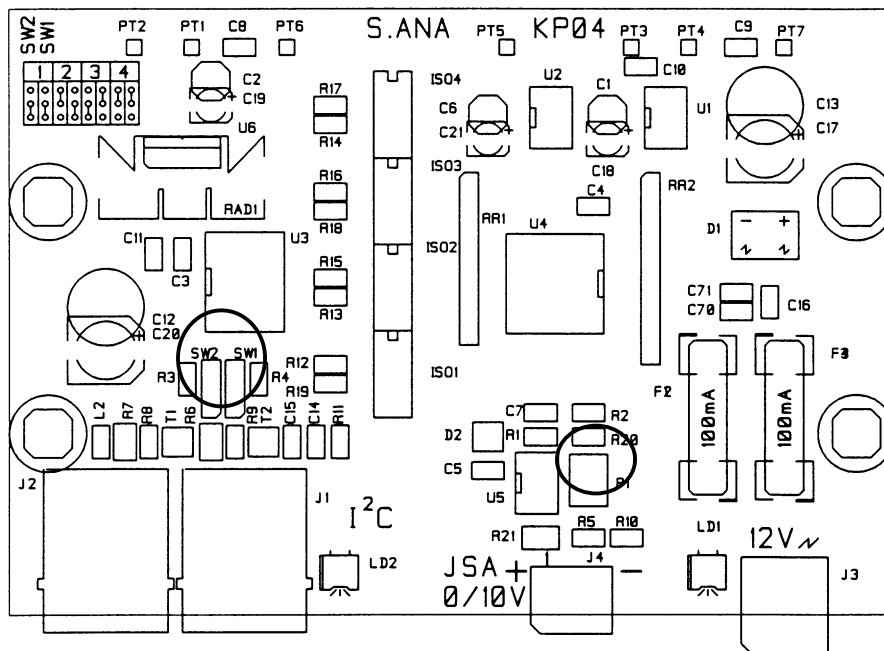 SW2
SW1
PT2
PT1
C8
PT6
S.ANA
PT5
KP04
PT3
PT4
C9
PT7
1 2 3 4
C2
C19
U6
R17
R14
ISO4
C6
C21
U2
C1
C18
C10
U1
C13
C17
R16
R18
ISO3
RAD1
RR1
C4
RR2
C11
C3
U3
R15
R13
ISO2
U4
D1
- +
C71
C70
C16
C12
C20
SW2
SW1
R3
R4
R12
R19
ISO1
F2
100mA
100mA
L2
R7
R8
T1
R6
R9
T2
C15
C14
R11
C7
R2
R1
R20
D2
C5
U5
P1
J2
J1
I²C
R21
R5
R10
LD1
12V
LD2
JSA + -
0/10V
J4
J3